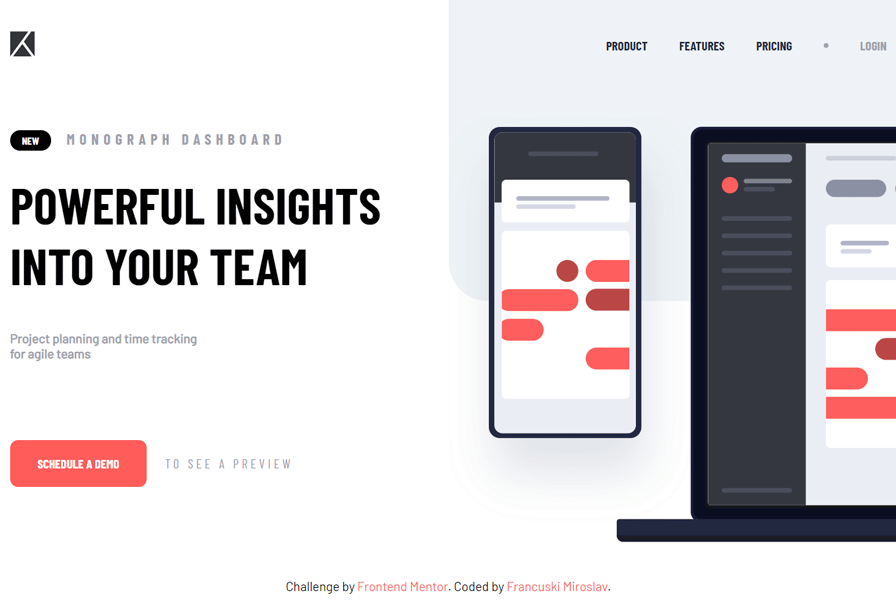 PRODUCT FEATURES PRICING LOGIN
NEW MONOGRAPH DASHBOARD
POWERFUL INSIGHTS
INTO YOUR TEAM
Project planning and time tracking
for agile teams
SCHEDULE A DEMO TO SEE A PREVIEW
Challenge by Frontend Mentor. Coded by Francuski Miroslav.